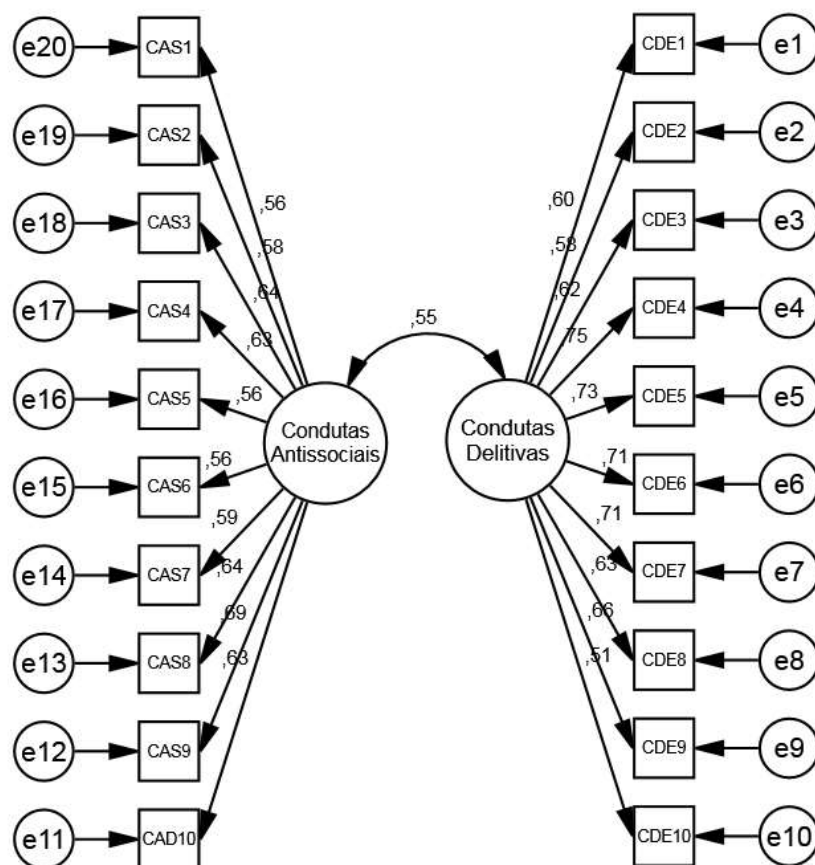 e20 CAS1 CDE1 e1
e19 CAS2 CDE2 e2
e18 CAS3 CDE3 e3
,56 ,60
,58 ,58
,64 ,62
e17 CAS4 CDE4 e4
,63 ,55 ,75
e16 CAS5 ,56 ,73 CDE5 e5
Condutas
Antissociais
Condutas
Delitivas
e15 CAS6 ,56 ,71 CDE6 e6
,59 ,71
e14 CAS7 ,64 ,63 CDE7 e7
,69 ,66
e13 CAS8 ,63 ,51 CDE8 e8
e12 CAS9 CDE9 e9
e11 CAD10 CDE10 e10